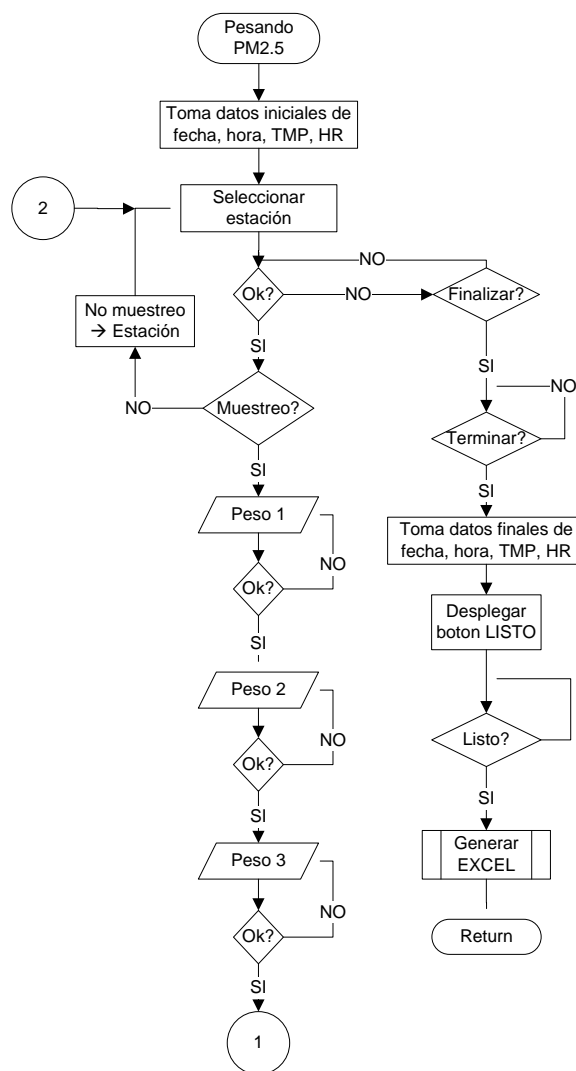 Pesando
PM2.5
Toma datos iniciales de
fecha, hora, TMP, HR
2
Seleccionar
estación
NO
Ok?
NO
Finalizar?
No muestreo
→ Estación
SI
SI
NO
Muestreo?
NO
Terminar?
SI
SI
Peso 1
Toma datos finales de
fecha, hora, TMP, HR
NO
Ok?
Desplegar
boton LISTO
SI
Peso 2
NO
Listo?
Ok?
SI
SI
Peso 3
Generar
EXCEL
NO
Ok?
Return
SI
1